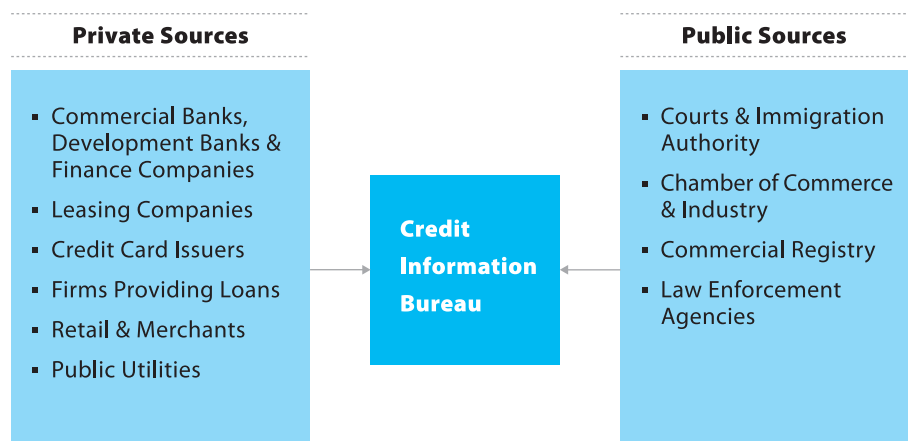 Private Sources
▪ Commercial Banks,
Development Banks &
Finance Companies
▪ Leasing Companies
▪ Credit Card Issuers
▪ Firms Providing Loans
▪ Retail & Merchants
▪ Public Utilities
Credit
Information
Bureau
Public Sources
▪ Courts & Immigration
Authority
▪ Chamber of Commerce
& Industry
▪ Commercial Registry
▪ Law Enforcement
Agencies